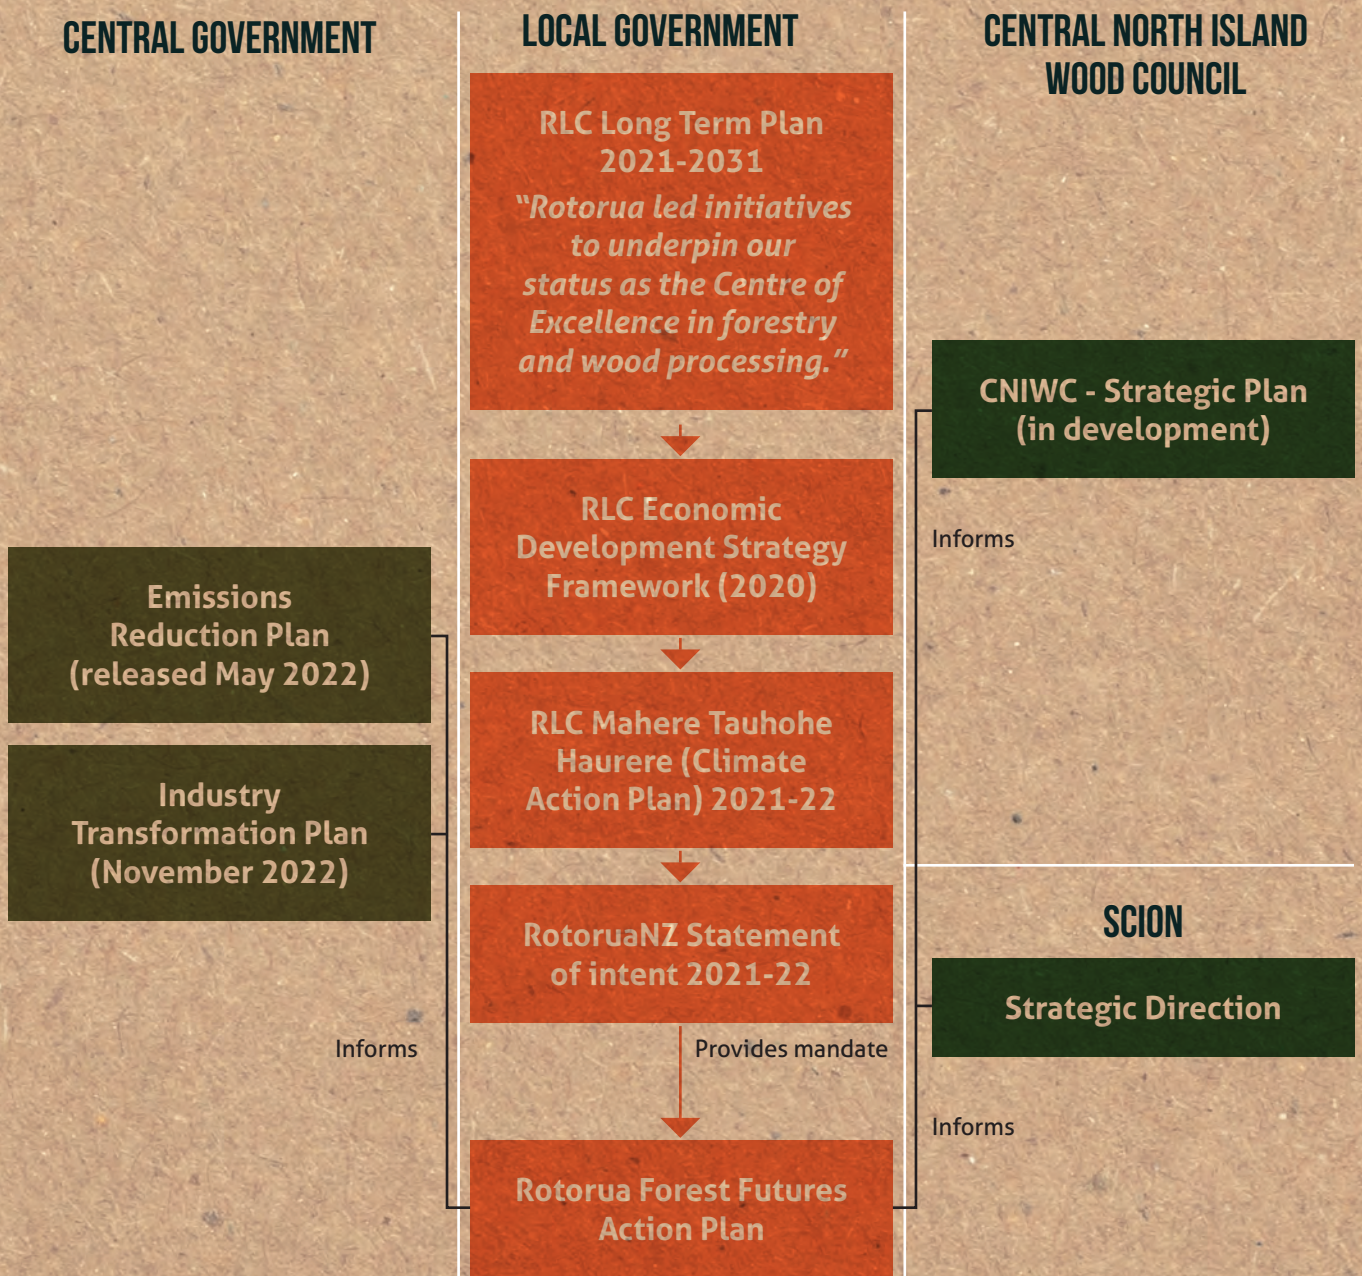 CENTRAL GOVERNMENT
Emissions
Reduction Plan
(released May 2022)
Industry
Transformation Plan
(November 2022)
Informs
LOCAL GOVERNMENT
RLC Long Term Plan
2021-2031
“Rotorua led initiatives
to underpin our
status as the Centre of
Excellence in forestry
and wood processing.”
RLC Economic
Development Strategy
Framework (2020)
RLC Mahere Tauhohe
Haurere (Climate
Action Plan) 2021-22
RotoruaNZ Statement
of intent 2021-22
Provides mandate
Rotorua Forest Futures
Action Plan
CENTRAL NORTH ISLAND
WOOD COUNCIL
CNIWC - Strategic Plan
(in development)
Informs
SCION
Strategic Direction
Informs